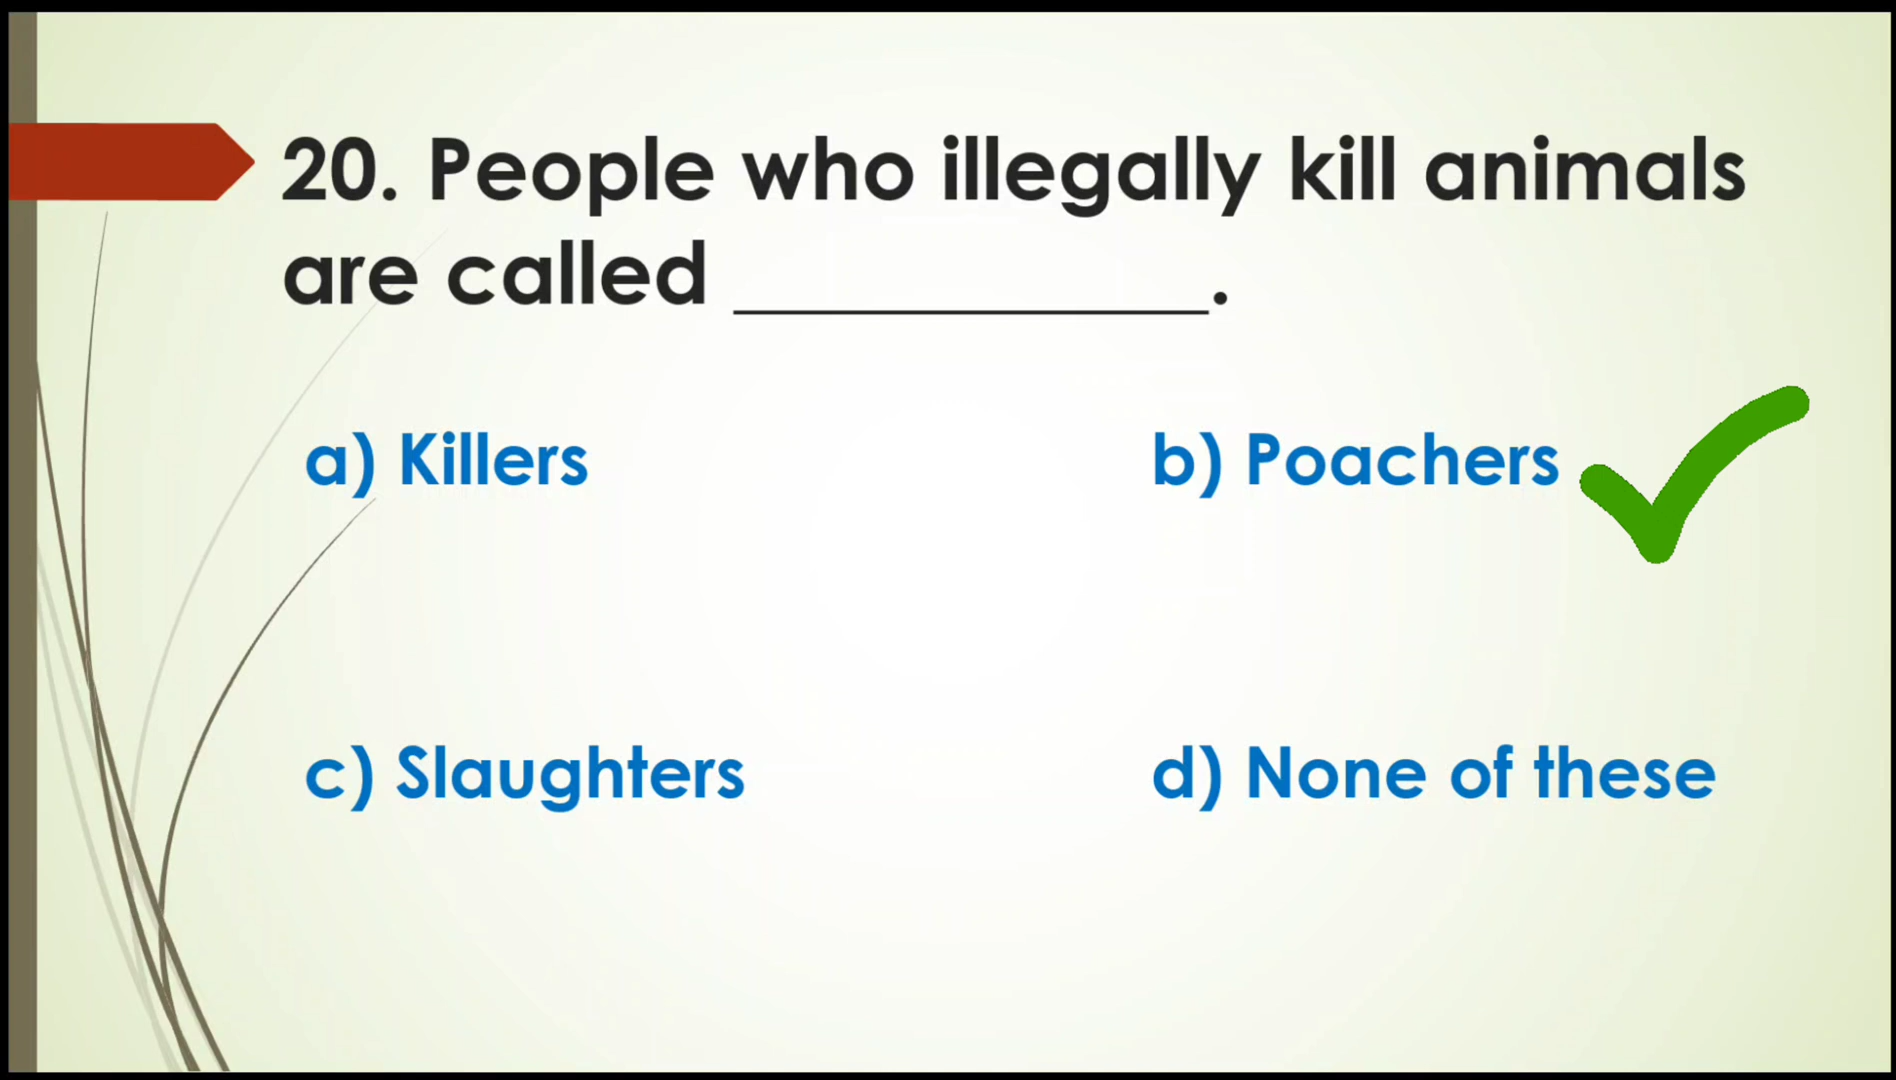 20. People who illegally kill animals
are called ____________.
a) Killers
b) Poachers
c) Slaughters
d) None of these